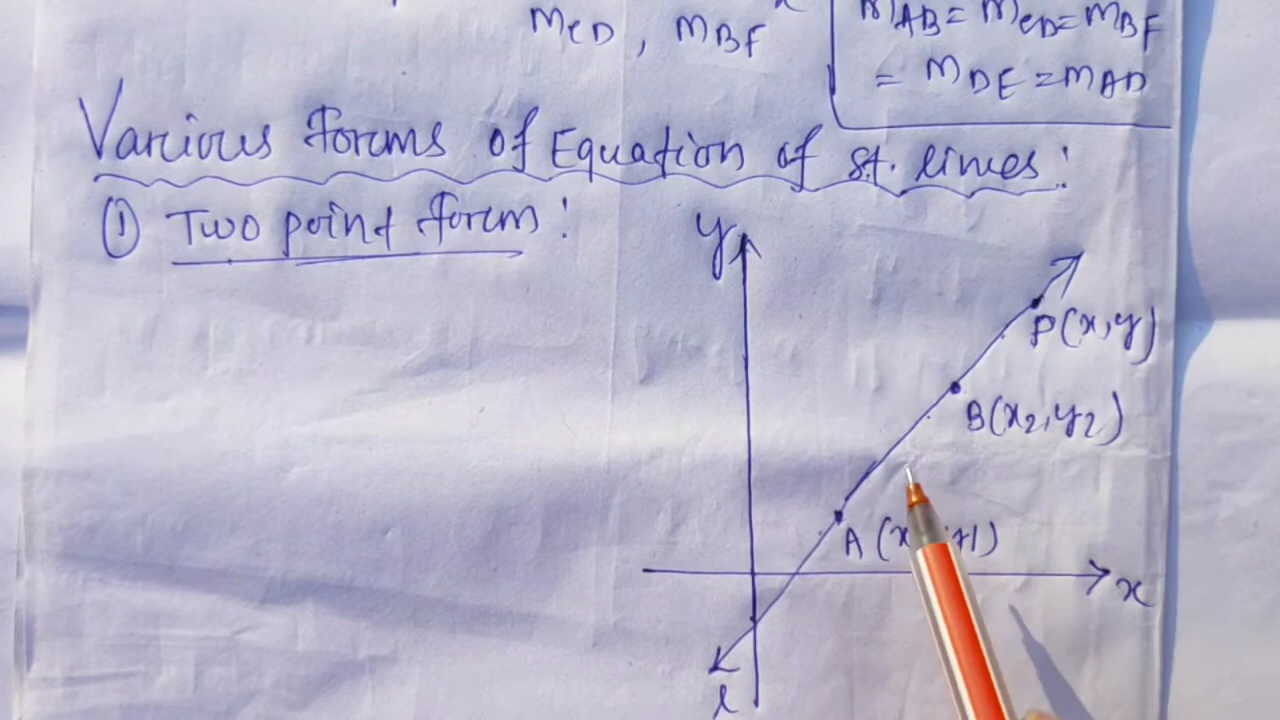 mCD, mBF
mAB = mCD = mBF
= mDE = mAD
Various forms of Equation of st. lines:
① Two point form:
y
P(x,y)
B(x2,y2)
A (x
x
l